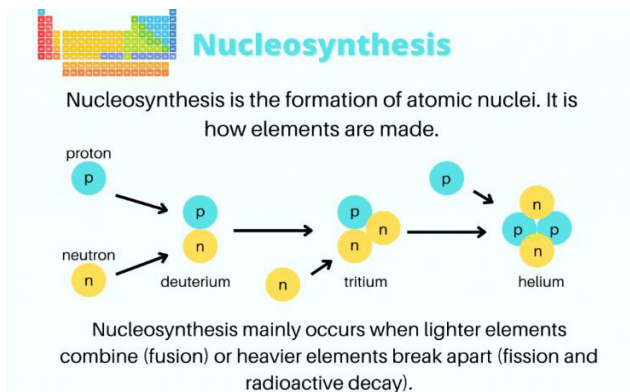 Nucleosynthesis
Nucleosynthesis is the formation of atomic nuclei. It is
how elements are made.
proton
p
p
n
p
n
neutron
n
deuterium
n
p
n
n
tritium
p
n
p
p
n
helium
Nucleosynthesis mainly occurs when lighter elements
combine (fusion) or heavier elements break apart (fission and
radioactive decay).